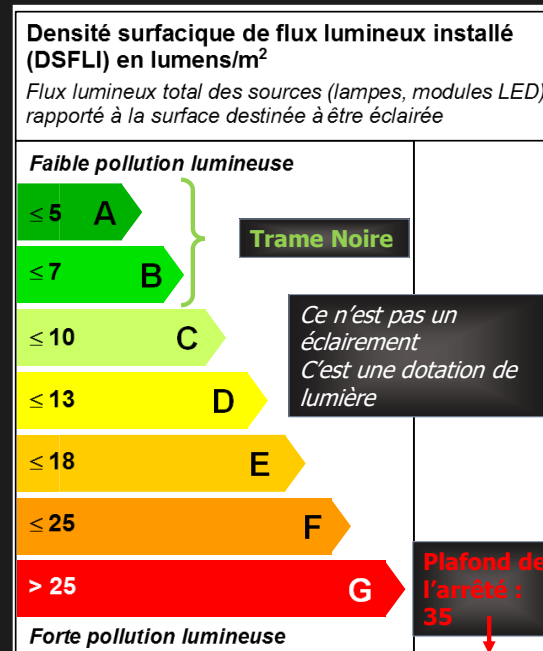 Densité surfacique de flux lumineux installé
(DSFLI) en lumens/m²
Flux lumineux total des sources (lampes, modules LED)
rapporté à la surface destinée à être éclairée
Faible pollution lumineuse
≤ 5 A
Trame Noire
≤ 7 B
≤ 10 C
Ce n'est pas un
éclairement
C'est une dotation de
lumière
≤ 13 D
≤ 18 E
≤ 25 F
> 25 G
Plafond de
l'arrêté :
35
Forte pollution lumineuse